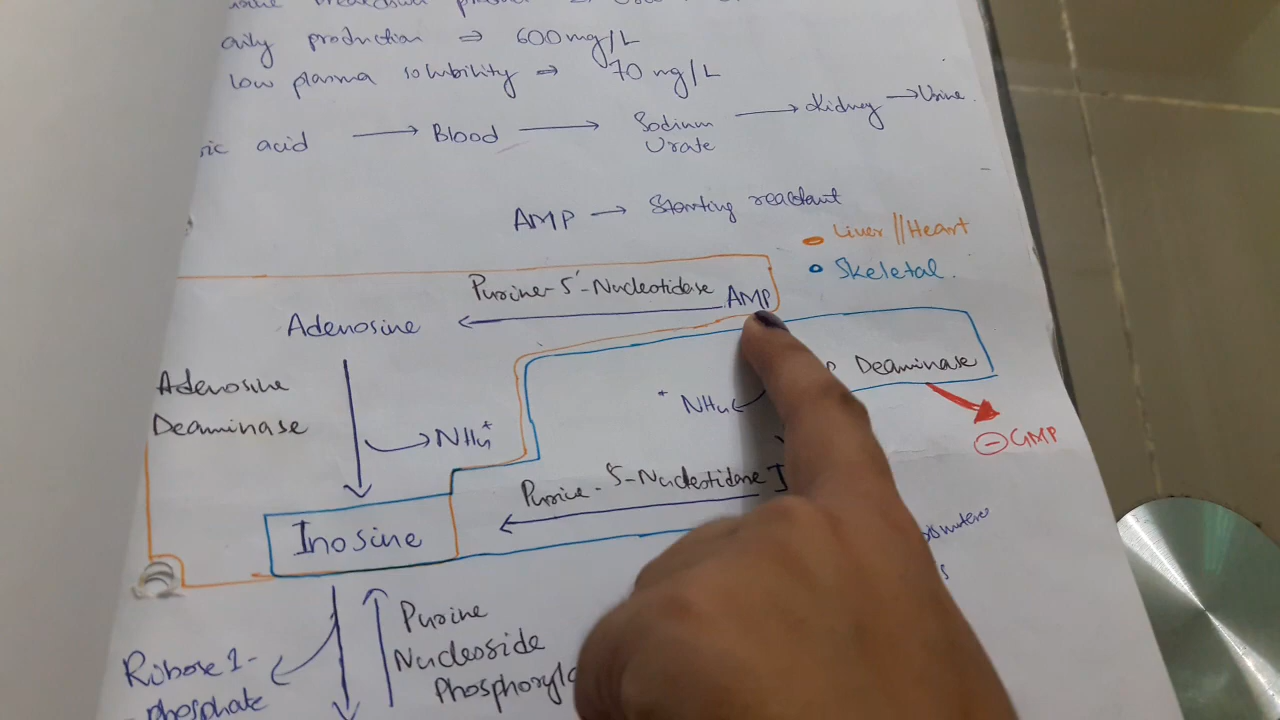 production ⇒ 600 mg/L
low plasma solubility ⇒ 70 mg/L
acid → Blood → Sodium Urate → Kidney → Urine
AMP → Starting reactant
Liver // Heart
Skeletal
Purine-5'-Nucleotidase AMP
Adenosine
Deaminase
Adenosine
Deaminase
NH4+
+ NH4
⊖ GMP
Purine-5-Nucleotidase I
Inosine
Purine
Nucleoside
Ribose 1-
phosphate